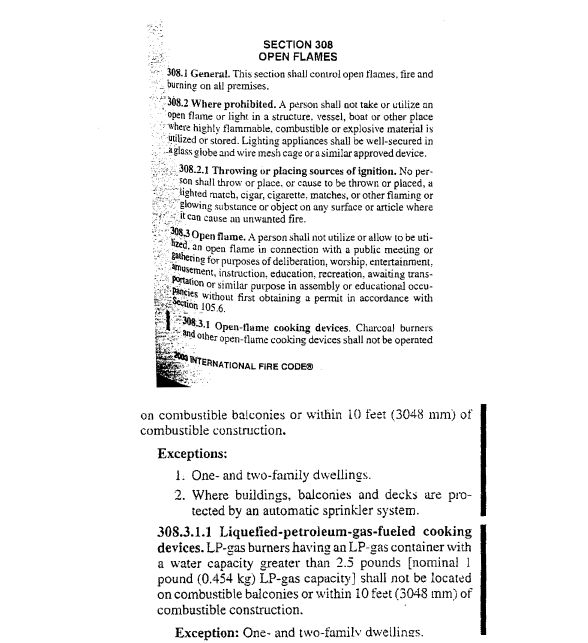 SECTION 308
OPEN FLAMES
308.1 General. This section shall control open flames, fire and
burning on all premises.
308.2 Where prohibited. A person shall not take or utilize an
open flame or light in a structure, vessel, boat or other place
where highly flammable, combustible or explosive material is
utilized or stored. Lighting appliances shall be well-secured in
a glass globe and wire mesh cage or a similar approved device.
308.2.1 Throwing or placing sources of ignition. No per-
son shall throw or place, or cause to be thrown or placed, a
lighted match, cigar, cigarette, matches, or other flaming or
glowing substance or object on any surface or article where
it can cause an unwanted fire.
308.3 Open flame. A person shall not utilize or allow to be uti-
lized, an open flame in connection with a public meeting or
gathering for purposes of deliberation, worship, entertainment,
amusement, instruction, education, recreation, awaiting trans-
portation or similar purpose in assembly or educational occu-
pancies without first obtaining a permit in accordance with
Section 105.6.
308.3.1 Open-flame cooking devices. Charcoal burners
and other open-flame cooking devices shall not be operated
2003 INTERNATIONAL FIRE CODE®
on combustible balconies or within 10 feet (3048 mm) of
combustible construction.
Exceptions:
1. One- and two-family dwellings.
2. Where buildings, balconies and decks are pro-
tected by an automatic sprinkler system.
308.3.1.1 Liquefied-petroleum-gas-fueled cooking
devices. LP-gas burners having an LP-gas container with
a water capacity greater than 2.5 pounds [nominal 1
pound (0.454 kg) LP-gas capacity] shall not be located
on combustible balconies or within 10 feet (3048 mm) of
combustible construction.
Exception: One- and two-family dwellings.